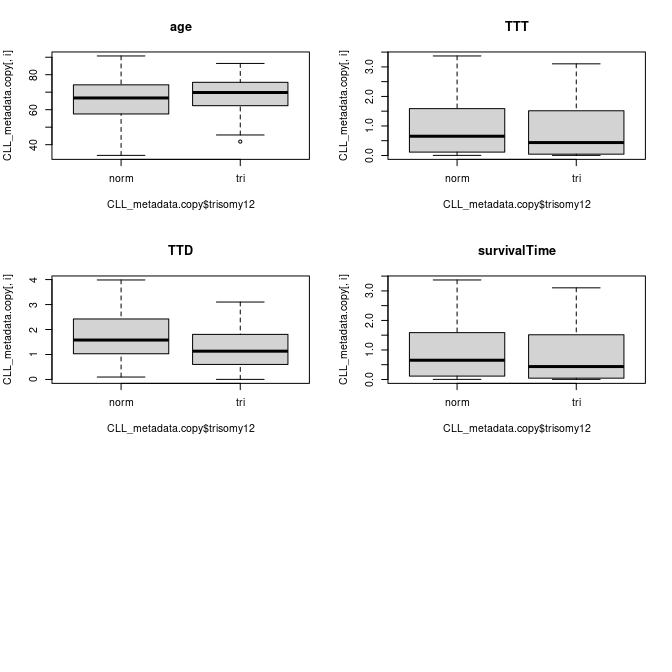 age
CLL_metadata.copy[, i]
40 60 80
norm tri
CLL_metadata.copy$trisomy12
TTT
CLL_metadata.copy[, i]
0.0 1.0 2.0 3.0
norm tri
CLL_metadata.copy$trisomy12
TTD
CLL_metadata.copy[, i]
0 1 2 3 4
norm tri
CLL_metadata.copy$trisomy12
survivalTime
CLL_metadata.copy[, i]
0.0 1.0 2.0 3.0
norm tri
CLL_metadata.copy$trisomy12